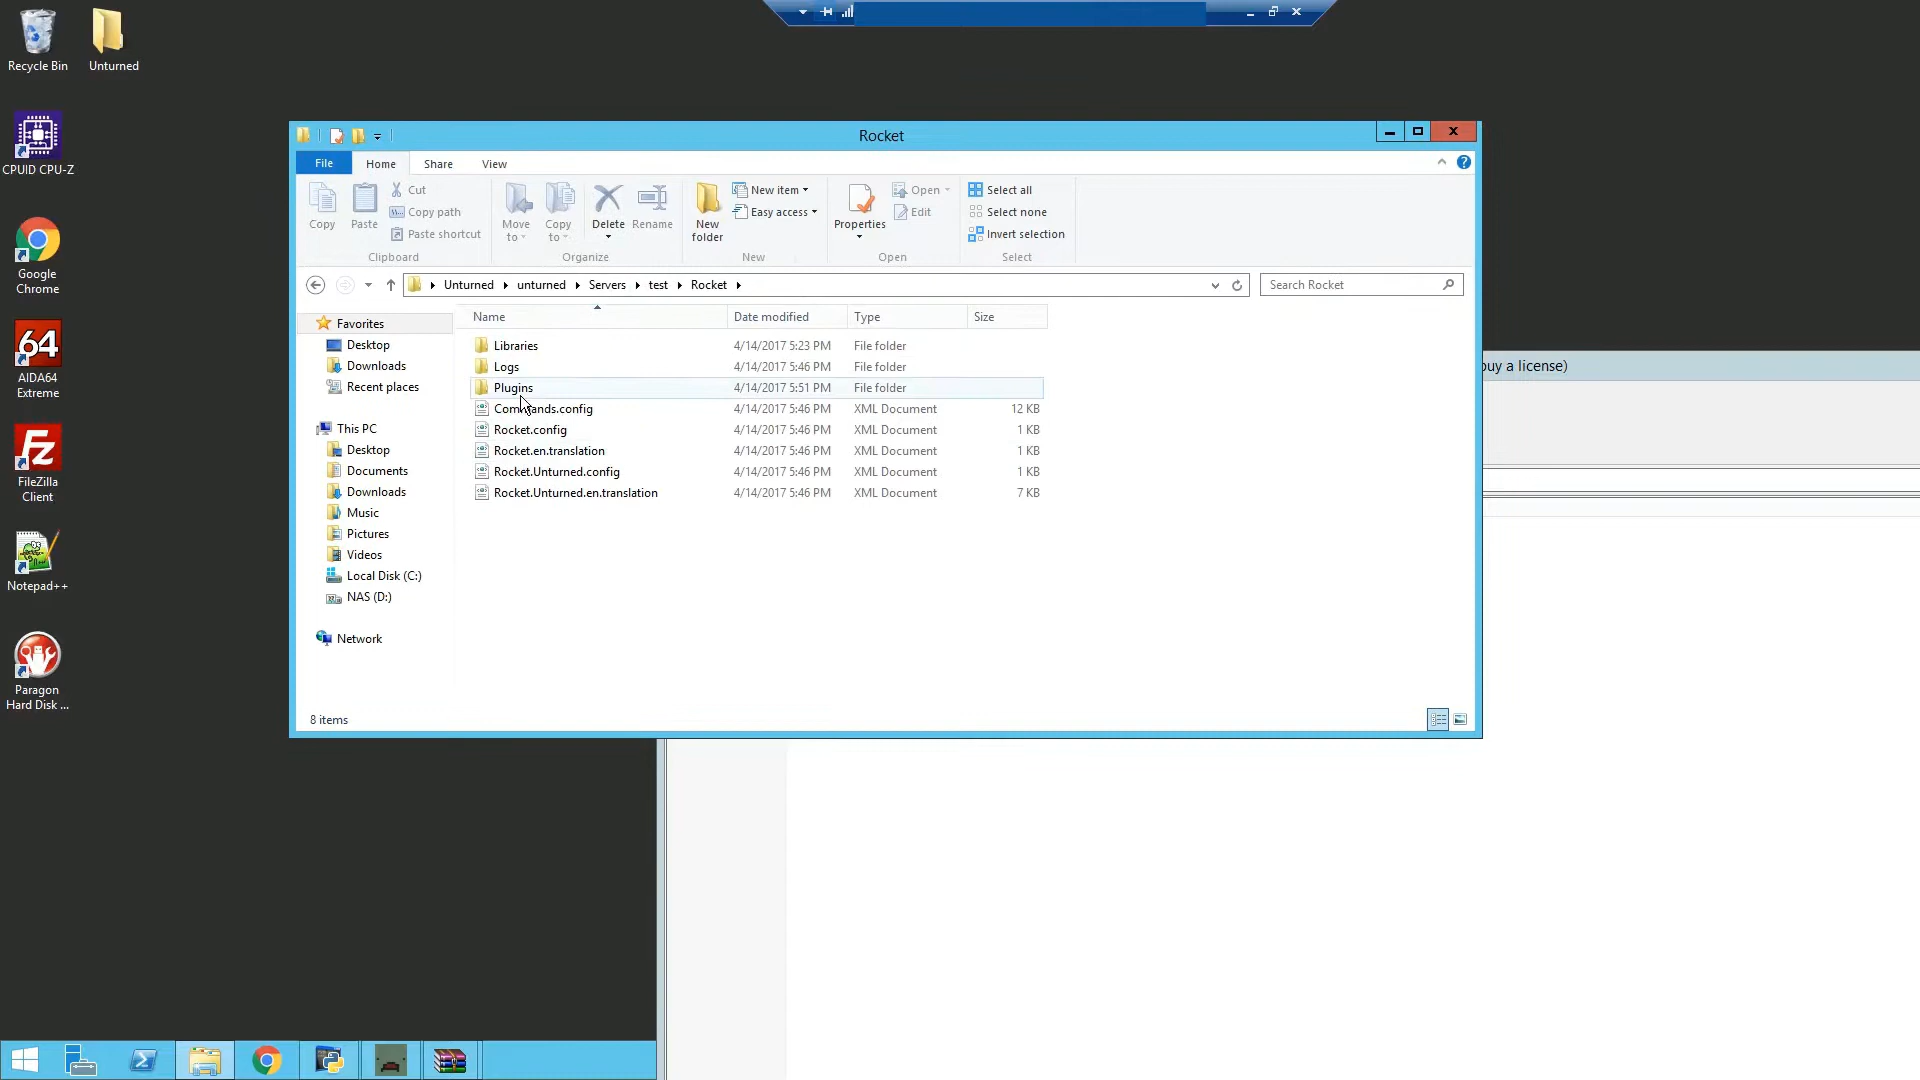 Recycle Bin
Unturned
CPUID CPU-Z
Google
Chrome
64
AIDA64
Extreme
Fz
FileZilla
Client
Notepad++
Paragon
Hard Disk ...
Rocket
File
Home
Share
View
Copy
Paste
Cut
Copy path
Paste shortcut
Clipboard
Move
to
Copy
to
Delete
Rename
Organize
New
folder
New item
Easy access
New
Properties
Open
Edit
Open
Select all
Select none
Invert selection
Select
Unturned
unturned
Servers
test
Rocket
Search Rocket
Favorites
Desktop
Downloads
Recent places
This PC
Desktop
Documents
Downloads
Music
Pictures
Videos
Local Disk (C:)
NAS (D:)
Network
Name Date modified Type Size
Libraries 4/14/2017 5:23 PM File folder
Logs 4/14/2017 5:46 PM File folder
Plugins 4/14/2017 5:51 PM File folder
Commands.config 4/14/2017 5:46 PM XML Document 12 KB
Rocket.config 4/14/2017 5:46 PM XML Document 1 KB
Rocket.en.translation 4/14/2017 5:46 PM XML Document 1 KB
Rocket.Unturned.config 4/14/2017 5:46 PM XML Document 1 KB
Rocket.Unturned.en.translation 4/14/2017 5:46 PM XML Document 7 KB
8 items
buy a license)